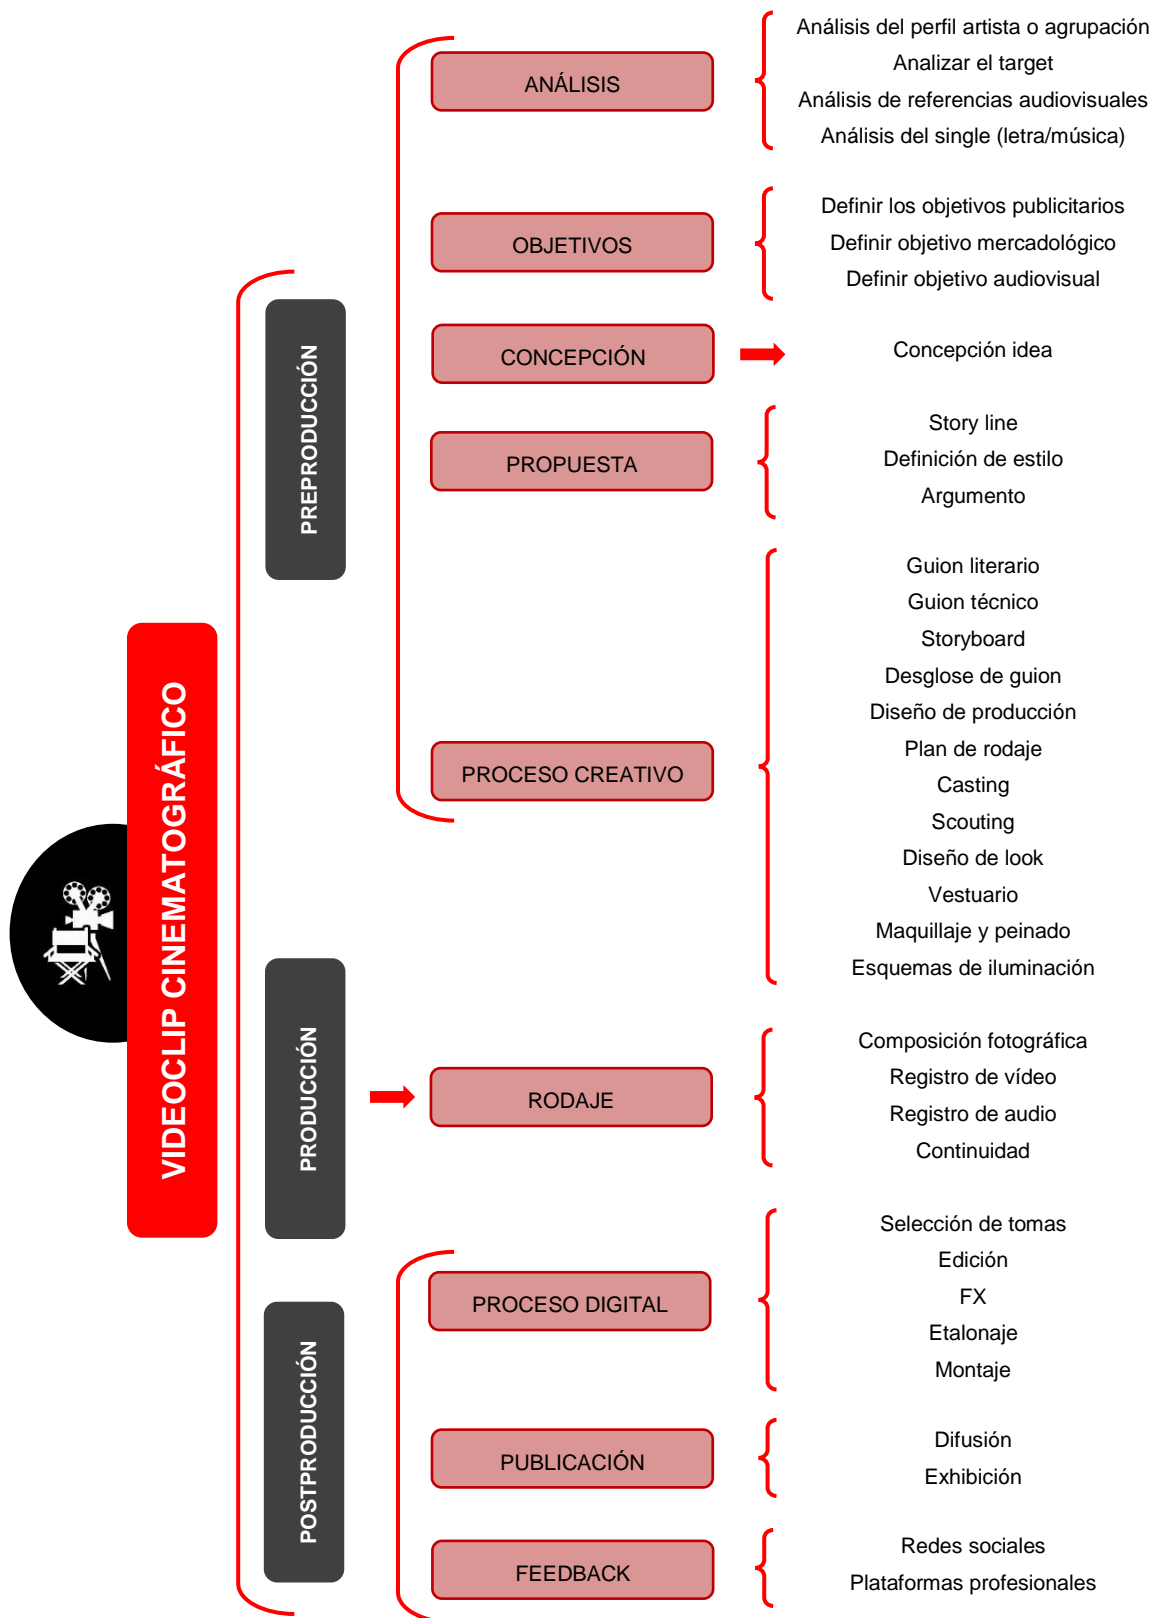 VIDEOCLIP CINEMATOGRÁFICO
PREPRODUCCIÓN
ANÁLISIS
Análisis del perfil artista o agrupación
Analizar el target
Análisis de referencias audiovisuales
Análisis del single (letra/música)
OBJETIVOS
Definir los objetivos publicitarios
Definir objetivo mercadológico
Definir objetivo audiovisual
CONCEPCIÓN
Concepción idea
PROPUESTA
Story line
Definición de estilo
Argumento
PROCESO CREATIVO
Guion literario
Guion técnico
Storyboard
Desglose de guion
Diseño de producción
Plan de rodaje
Casting
Scouting
Diseño de look
Vestuario
Maquillaje y peinado
Esquemas de iluminación
PRODUCCIÓN
RODAJE
Composición fotográfica
Registro de vídeo
Registro de audio
Continuidad
POSTPRODUCCIÓN
PROCESO DIGITAL
Selección de tomas
Edición
FX
Etalonaje
Montaje
PUBLICACIÓN
Difusión
Exhibición
FEEDBACK
Redes sociales
Plataformas profesionales